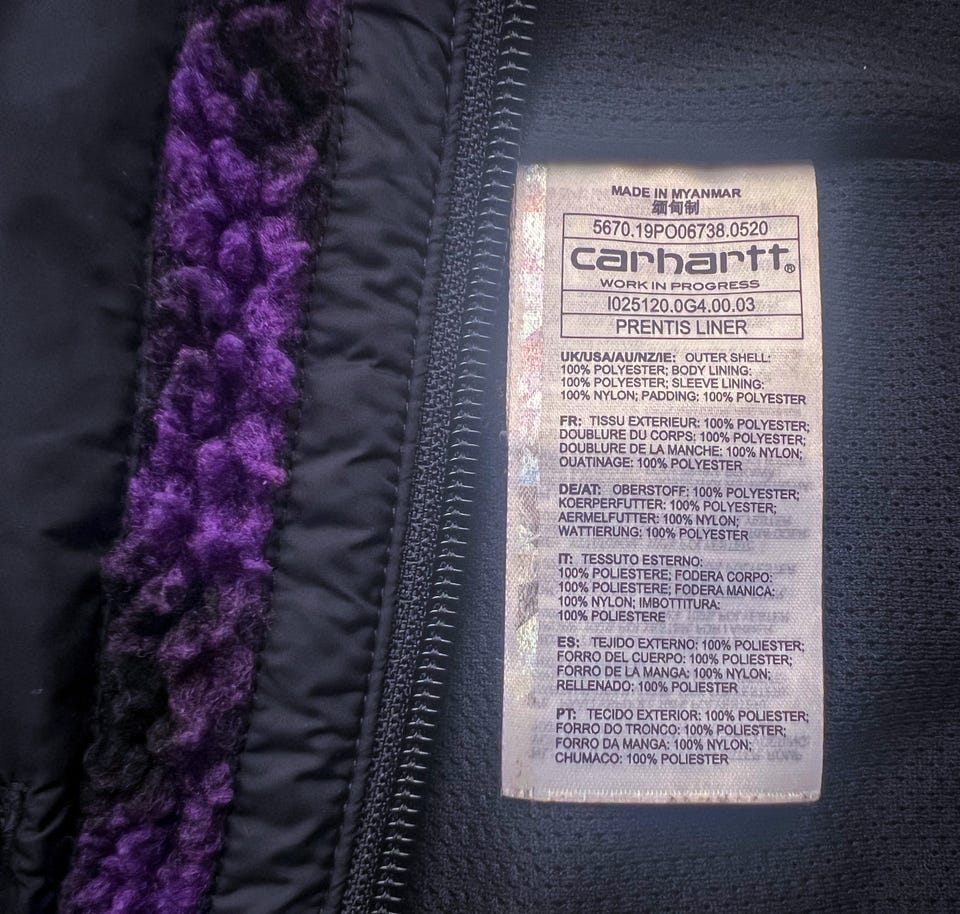 MADE IN MYANMAR
缅甸制
5670.19PO06738.0520
carhartt®
WORK IN PROGRESS
I025120.0G4.00.03
PRENTIS LINER
UK/USA/AU/NZ/IE: OUTER SHELL:
100% POLYESTER; BODY LINING:
100% POLYESTER; SLEEVE LINING:
100% NYLON; PADDING: 100% POLYESTER
FR: TISSU EXTERIEUR: 100% POLYESTER;
DOUBLURE DU CORPS: 100% POLYESTER;
DOUBLURE DE LA MANCHE: 100% NYLON;
OUATINAGE: 100% POLYESTER
DE/AT: OBERSTOFF: 100% POLYESTER;
KOERPERFUTTER: 100% POLYESTER;
AERMELFUTTER: 100% NYLON;
WATTIERUNG: 100% POLYESTER
IT: TESSUTO ESTERNO:
100% POLIESTERE; FODERA CORPO:
100% POLIESTERE; FODERA MANICA:
100% NYLON; IMBOTTITURA:
100% POLIESTERE
ES: TEJIDO EXTERNO: 100% POLIESTER;
FORRO DEL CUERPO: 100% POLIESTER;
FORRO DE LA MANGA: 100% NYLON;
RELLENADO: 100% POLIESTER
PT: TECIDO EXTERIOR: 100% POLIESTER;
FORRO DO TRONCO: 100% POLIESTER;
FORRO DA MANGA: 100% NYLON;
CHUMACO: 100% POLIESTER